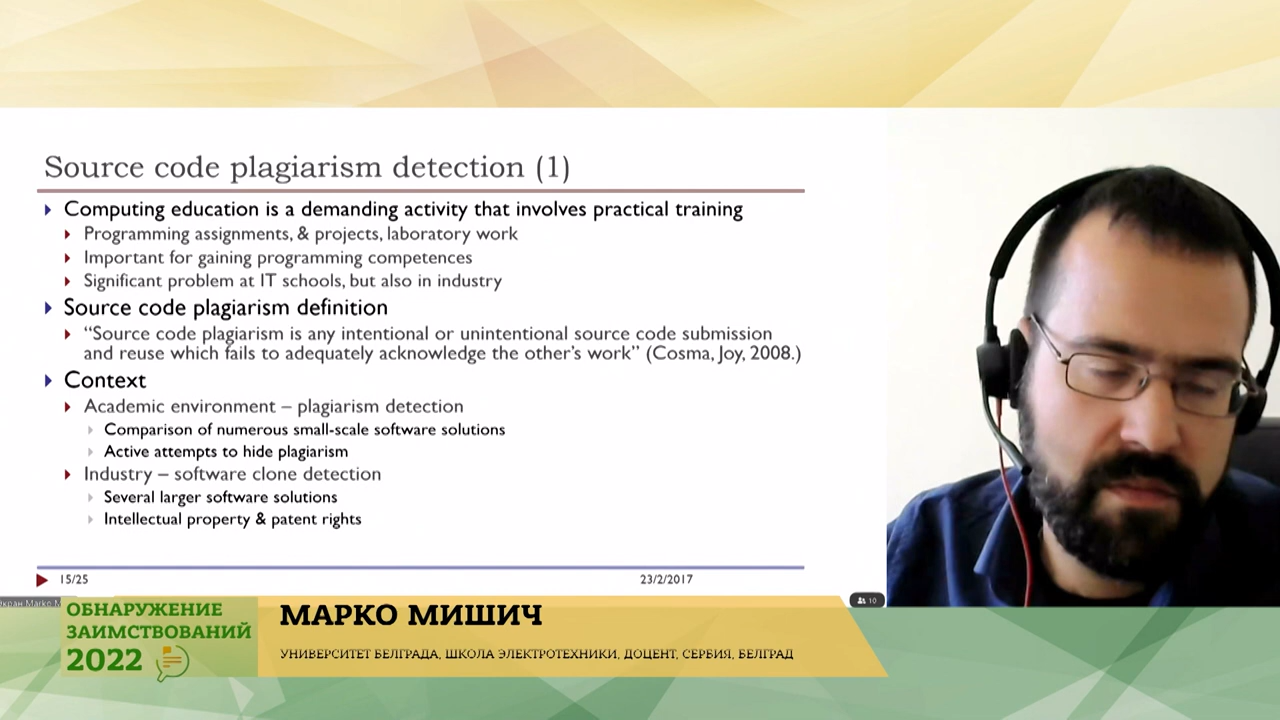 Source code plagiarism detection (1)
Computing education is a demanding activity that involves practical training
Programming assignments, & projects, laboratory work
Important for gaining programming competences
Significant problem at IT schools, but also in industry
Source code plagiarism definition
“Source code plagiarism is any intentional or unintentional source code submission
and reuse which fails to adequately acknowledge the other’s work” (Cosma, Joy, 2008.)
Context
Academic environment – plagiarism detection
Comparison of numerous small-scale software solutions
Active attempts to hide plagiarism
Industry – software clone detection
Several larger software solutions
Intellectual property & patent rights
15/25
23/2/2017
Marko
10
ОБНАРУЖЕНИЕ
ЗАИМСТВОВАНИЙ
2022
МАРКО МИШИЧ
УНИВЕРСИТЕТ БЕЛГРАДА, ШКОЛА ЭЛЕКТРОТЕХНИКИ, ДОЦЕНТ, СЕРБИЯ, БЕЛГРАД